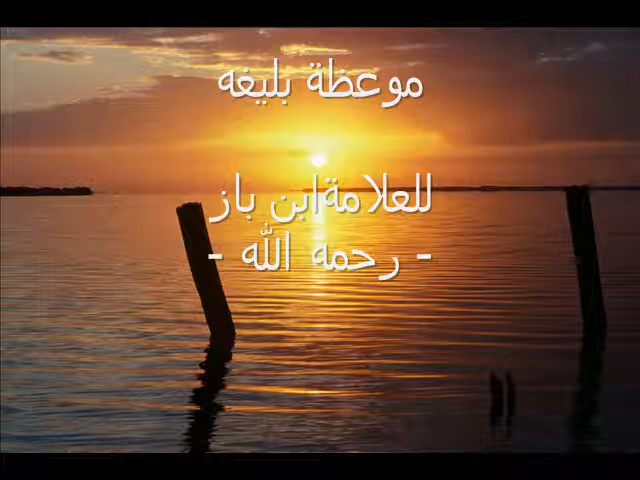 موعظة بليغه
للعلامةابن باز
- رحمه الله -